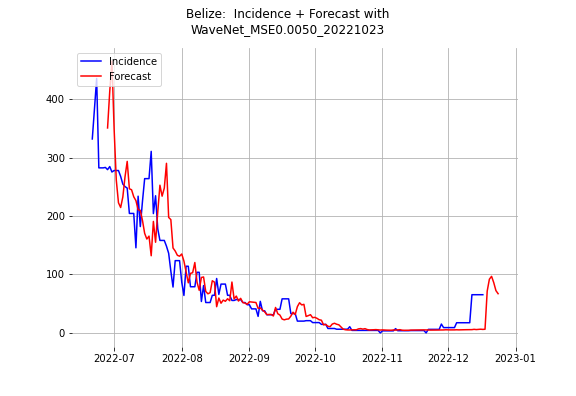 Belize:  Incidence + Forecast with
WaveNet_MSE0.0050_20221023
Incidence
Forecast
400
300
200
100
0
2022-07 2022-08 2022-09 2022-10 2022-11 2022-12 2023-01